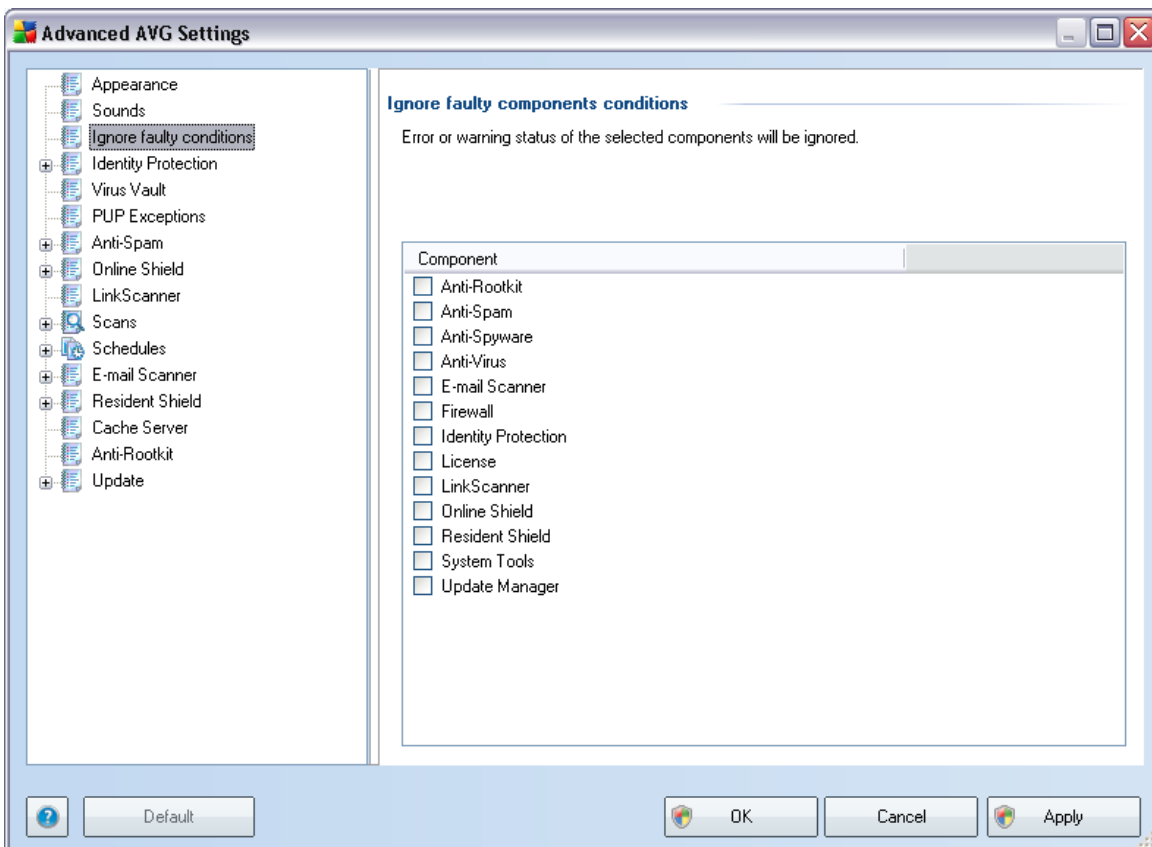 Advanced AVG Settings
Appearance
Sounds
Ignore faulty conditions
Identity Protection
Virus Vault
PUP Exceptions
Anti-Spam
Online Shield
LinkScanner
Scans
Schedules
E-mail Scanner
Resident Shield
Cache Server
Anti-Rootkit
Update
Ignore faulty components conditions
Error or warning status of the selected components will be ignored.
Component
Anti-Rootkit
Anti-Spam
Anti-Spyware
Anti-Virus
E-mail Scanner
Firewall
Identity Protection
License
LinkScanner
Online Shield
Resident Shield
System Tools
Update Manager
?
Default
OK
Cancel
Apply